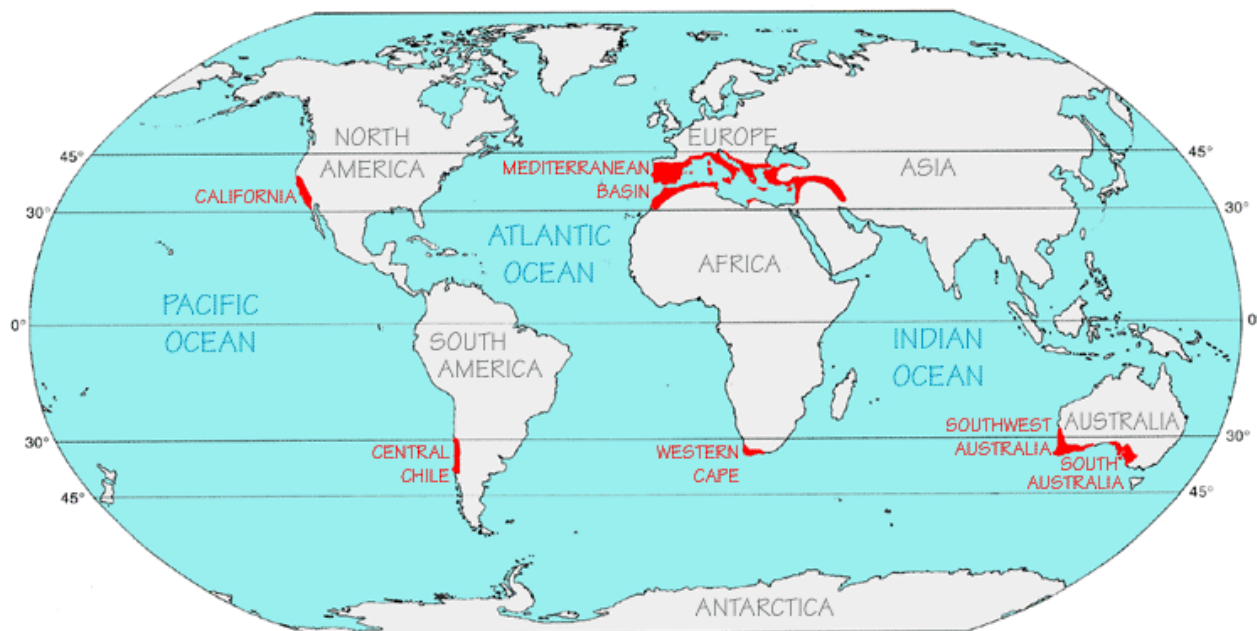 NORTH
AMERICA
EUROPE
ASIA
45°
45°
MEDITERRANEAN
BASIN
CALIFORNIA
30°
30°
ATLANTIC
OCEAN
AFRICA
PACIFIC
OCEAN
0°
0°
SOUTH
AMERICA
INDIAN
OCEAN
SOUTHWEST
AUSTRALIA
AUSTRALIA
30°
30°
CENTRAL
CHILE
WESTERN
CAPE
SOUTH
AUSTRALIA
45°
45°
ANTARCTICA